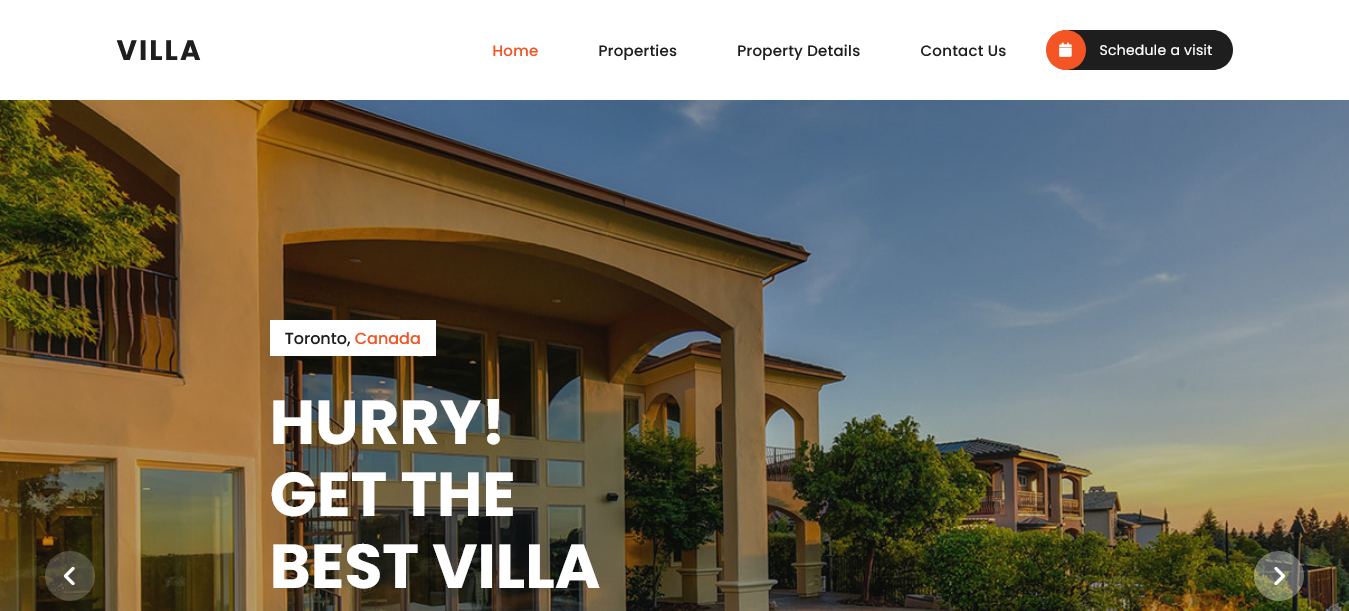 VILLA
Home
Properties
Property Details
Contact Us
Schedule a visit
Toronto, Canada
HURRY!
GET THE
BEST VILLA